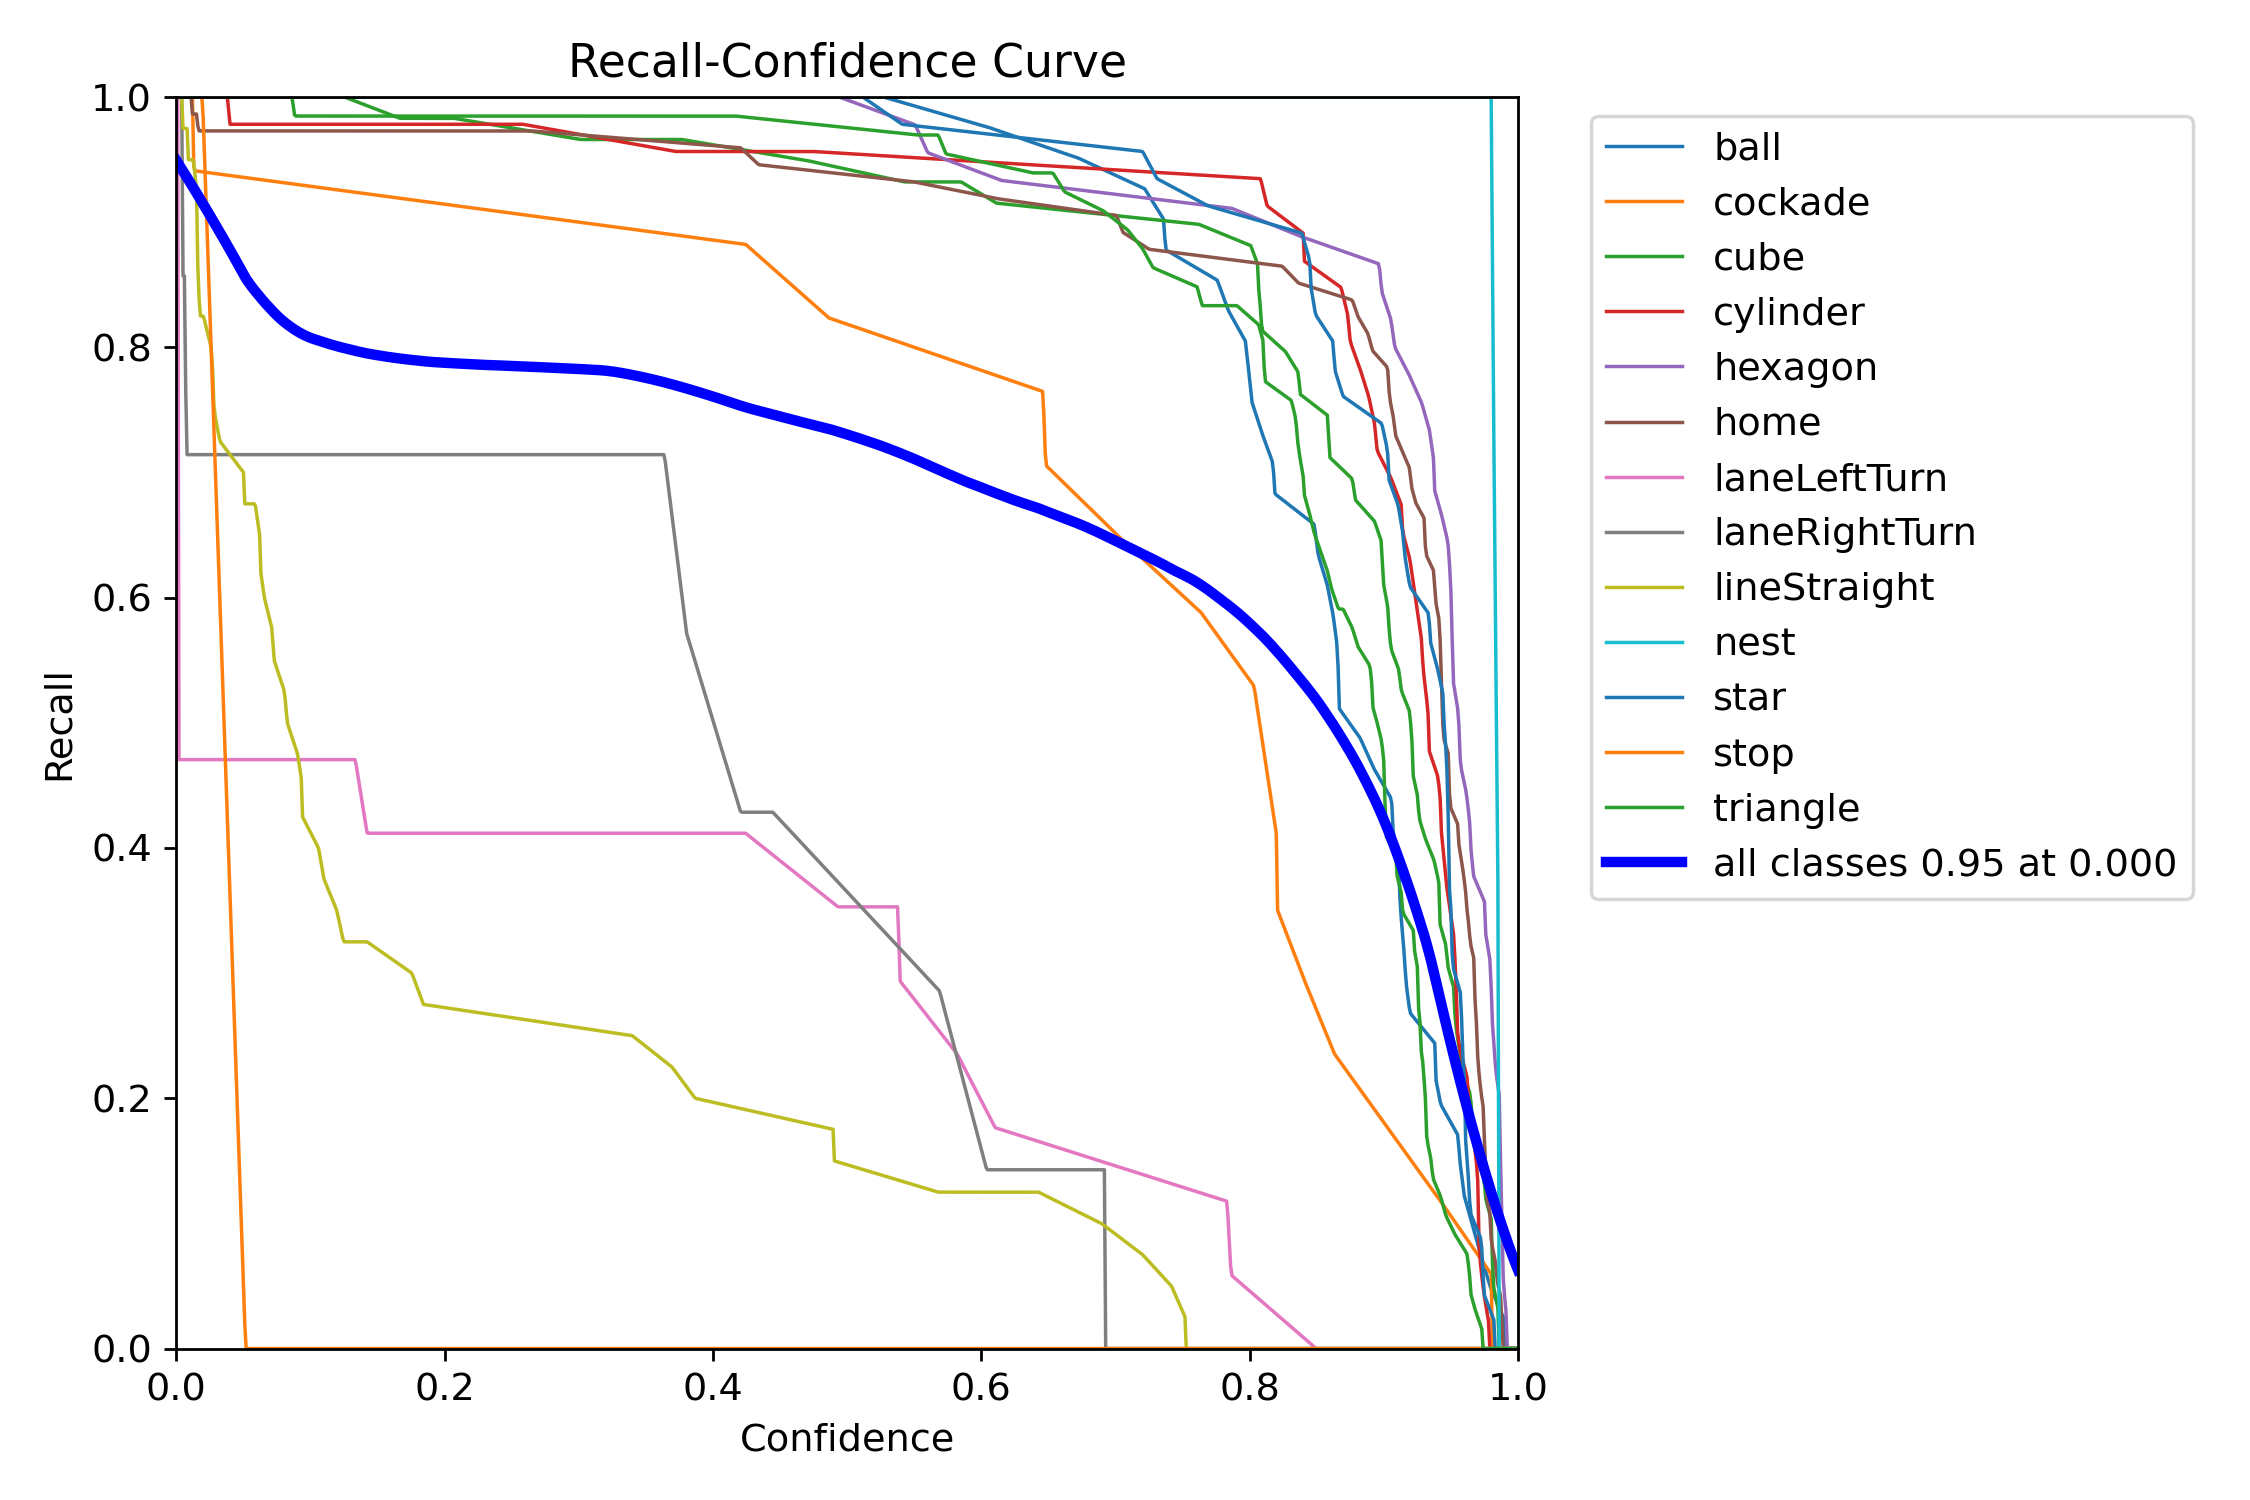 Recall-Confidence Curve
1.0
0.8
0.6
0.4
0.2
0.0
Recall
0.0 0.2 0.4 0.6 0.8 1.0
Confidence
ball
cockade
cube
cylinder
hexagon
home
laneLeftTurn
laneRightTurn
lineStraight
nest
star
stop
triangle
all classes 0.95 at 0.000